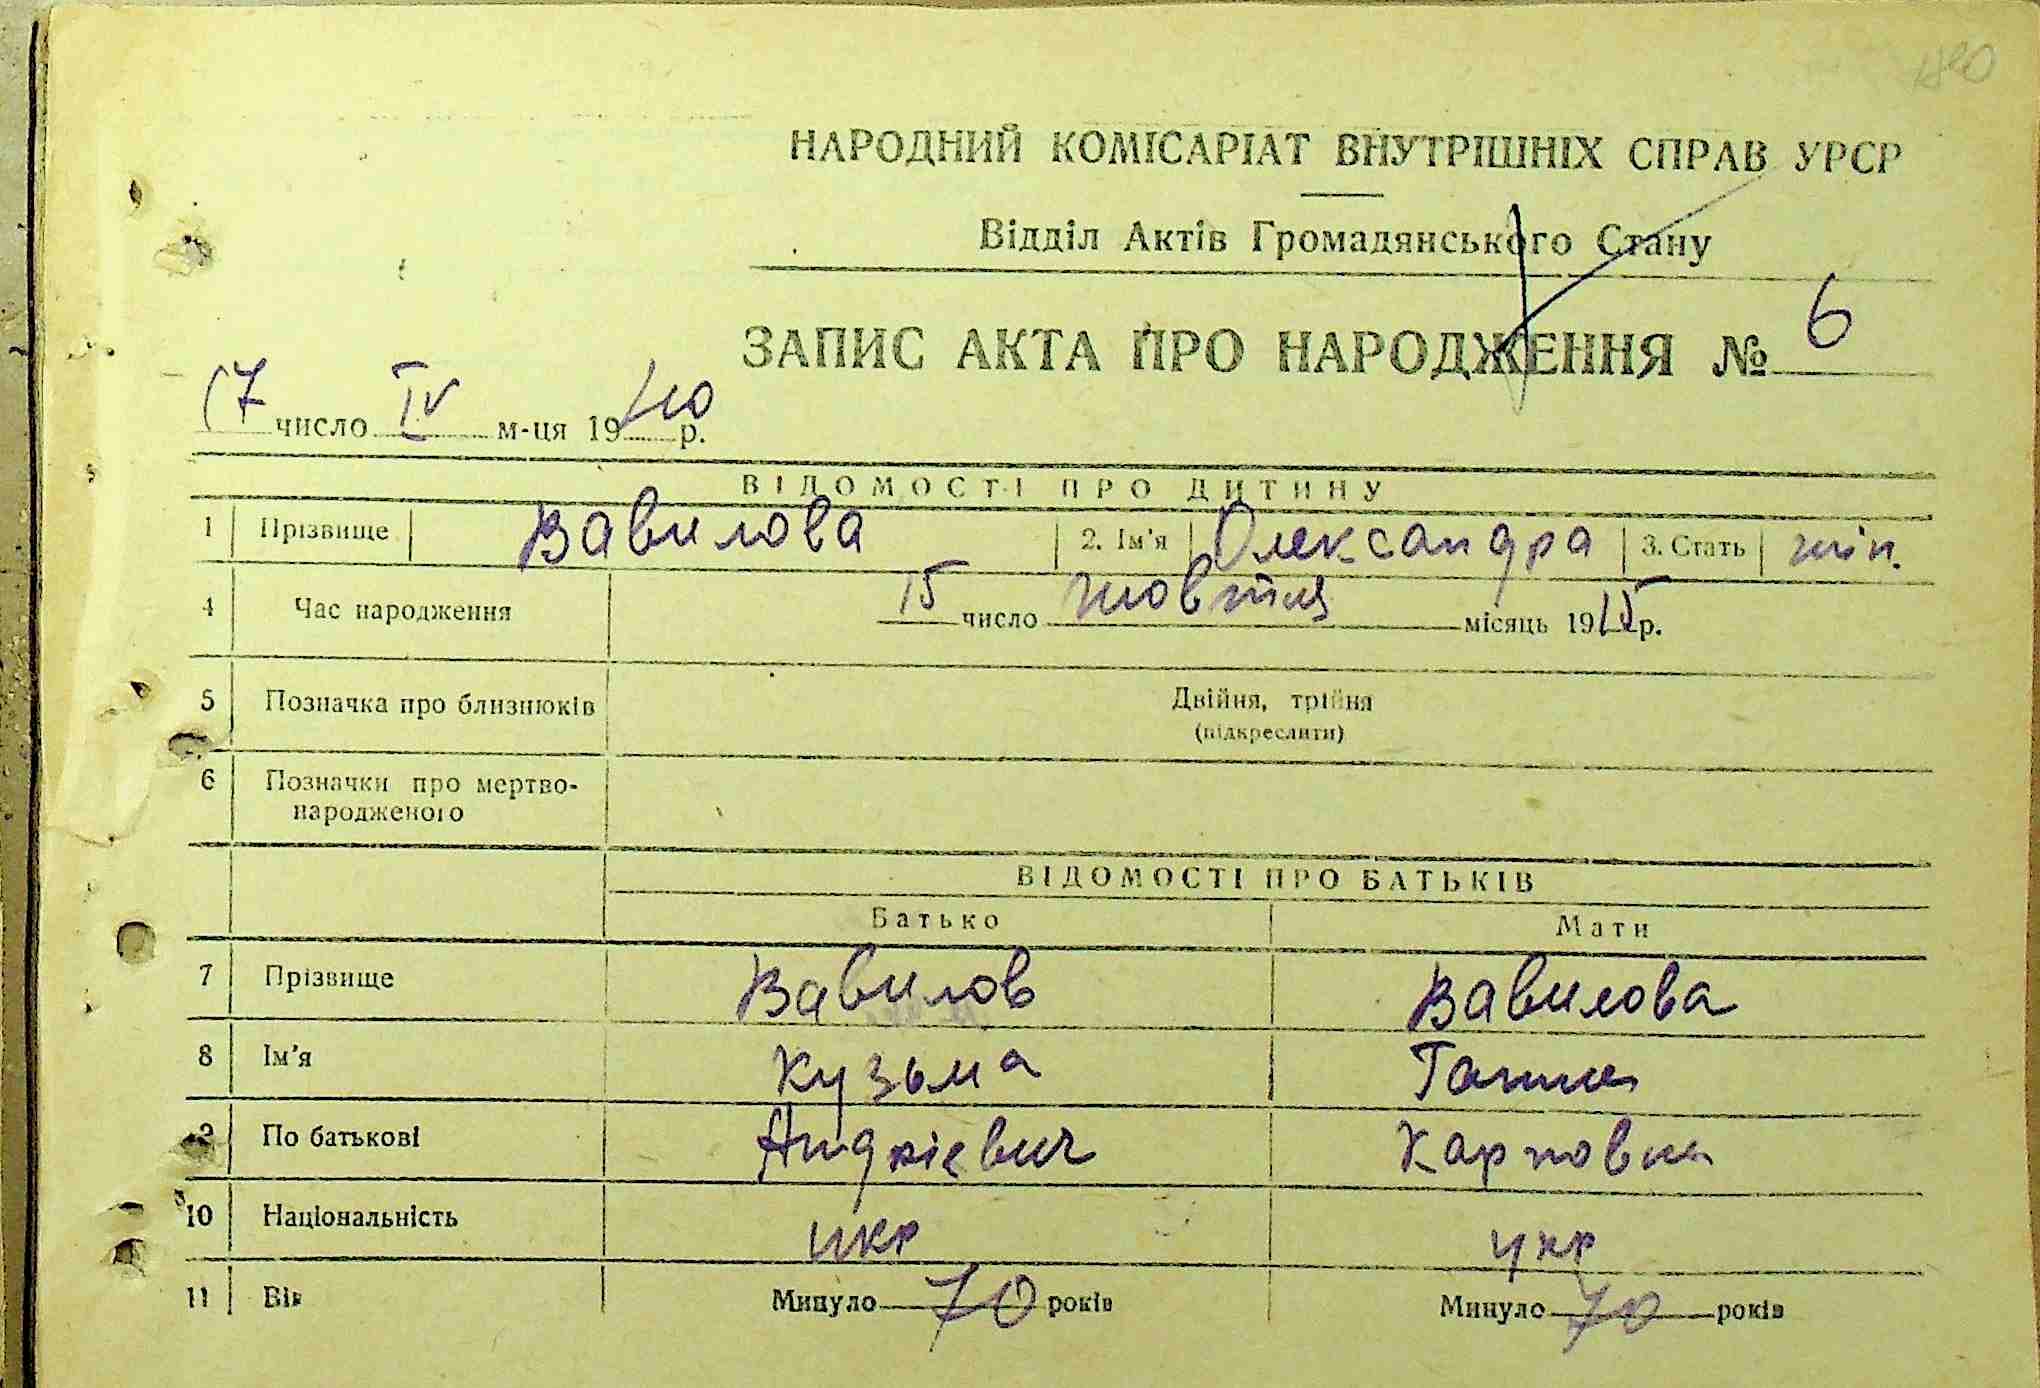 НАРОДНИЙ КОМІСАРІАТ ВНУТРІШНІХ СПРАВ УРСР
Відділ Актів Громадянського Стану
ЗАПИС АКТА ПРО НАРОДЖЕННЯ № 6
17 число IV м-ця 1940 р.
ВІДОМОСТІ ПРО ДИТИНУ
1 Прізвище Вавилова 2. Ім'я Олександра 3. Стать жін.
4 Час народження 15 число жовтня місяць 1915 р.
5 Позначка про близнюків Двійня, трійня
(підкреслити)
6 Позначки про мертво-
народженого
ВІДОМОСТІ ПРО БАТЬКІВ
Батько Мати
7 Прізвище Вавилов Вавилова
8 Ім'я Кузьма Ганна
9 По батькові Андрієвич Карповна
10 Національність укр укр
11 Вік Минуло 70 років Минуло 70 років